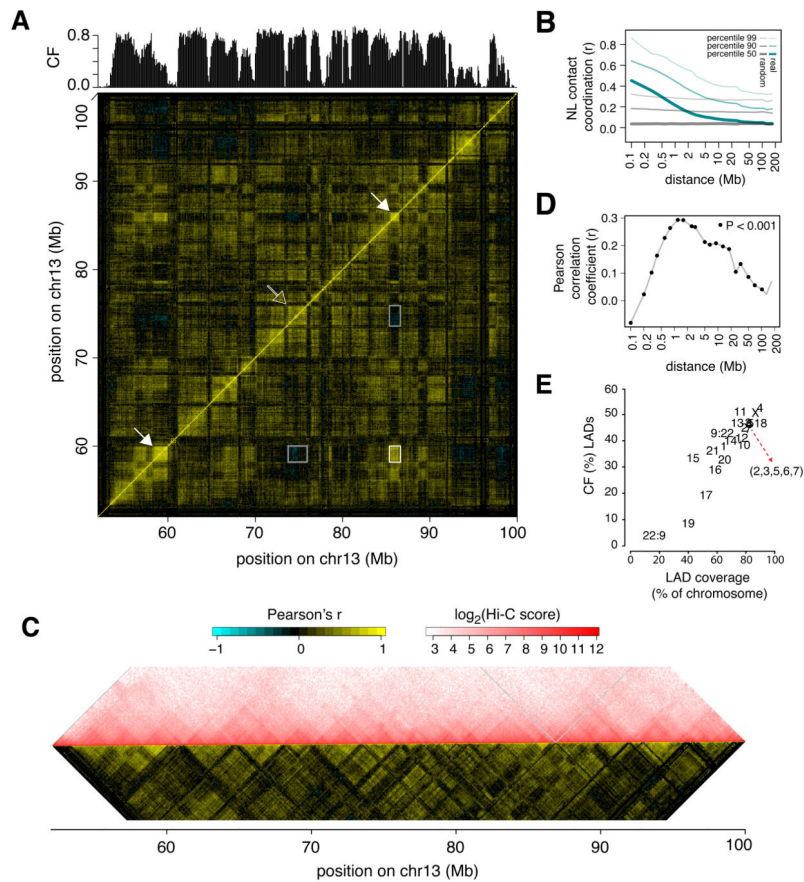 A
CF
0.8
0.0
100
90
80
70
60
position on chr13 (Mb)
60
70
80
90
100
position on chr13 (Mb)
B
percentile 99
percentile 90
percentile 50
random
real
NL contact
coordination (r)
0.8
0.6
0.4
0.2
0.0
0.1
0.2
0.5
1
2
5
10
20
50
100
200
distance (Mb)
D
P < 0.001
Pearson
correlation
coefficient (r)
0.3
0.2
0.1
0.0
0.1
0.2
0.5
1
2
5
10
20
50
100
200
distance (Mb)
E
CF (%) LADs
60
50
40
30
20
10
0
4
11
X
13
18
9:22
12
14
10
1
21
15
20
16
(2,3,5,6,7)
17
19
22:9
0
20
40
60
80
100
LAD coverage
(% of chromosome)
C
Pearson's r
−1
0
1
log2(Hi-C score)
3 4 5 6 7 8 9 10 11 12
60
70
80
90
100
position on chr13 (Mb)